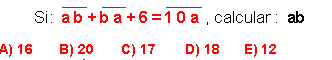 Si: ab + ba + 6 = 10a , calcular : ab
A) 16 B) 20 C) 17 D) 18 E) 12